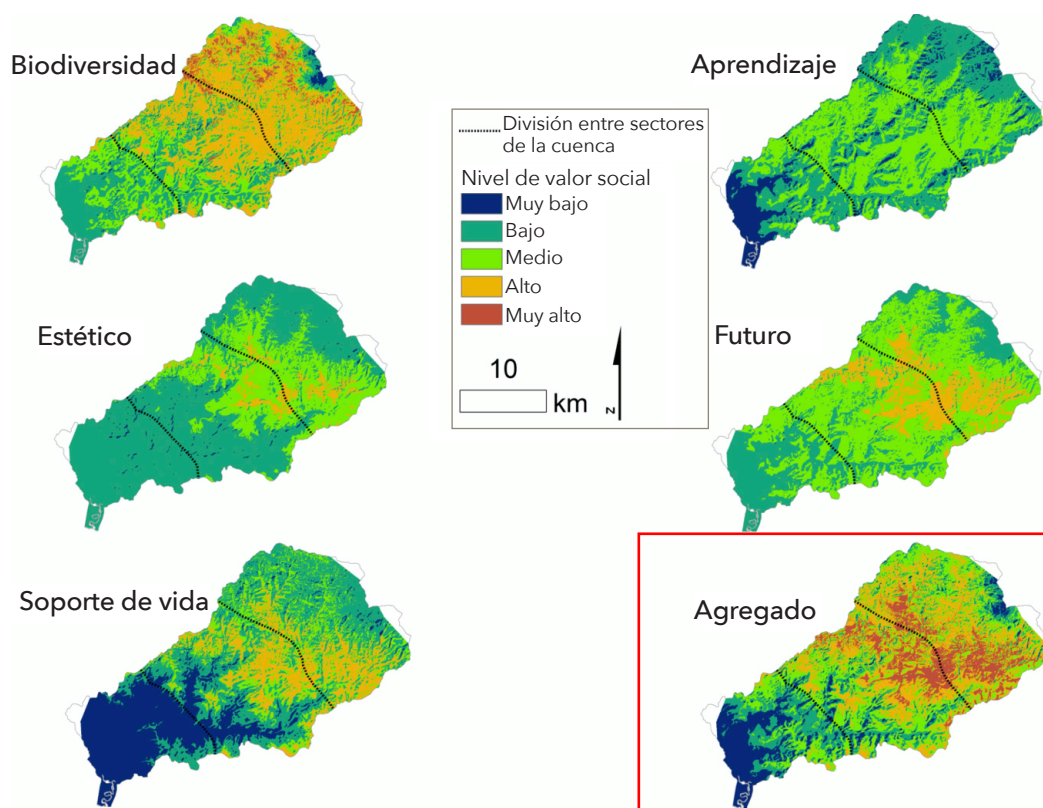 Biodiversidad
Aprendizaje
División entre sectores
de la cuenca
Nivel de valor social
Muy bajo
Bajo
Medio
Alto
Muy alto
10
km
N
Estético
Futuro
Soporte de vida
Agregado